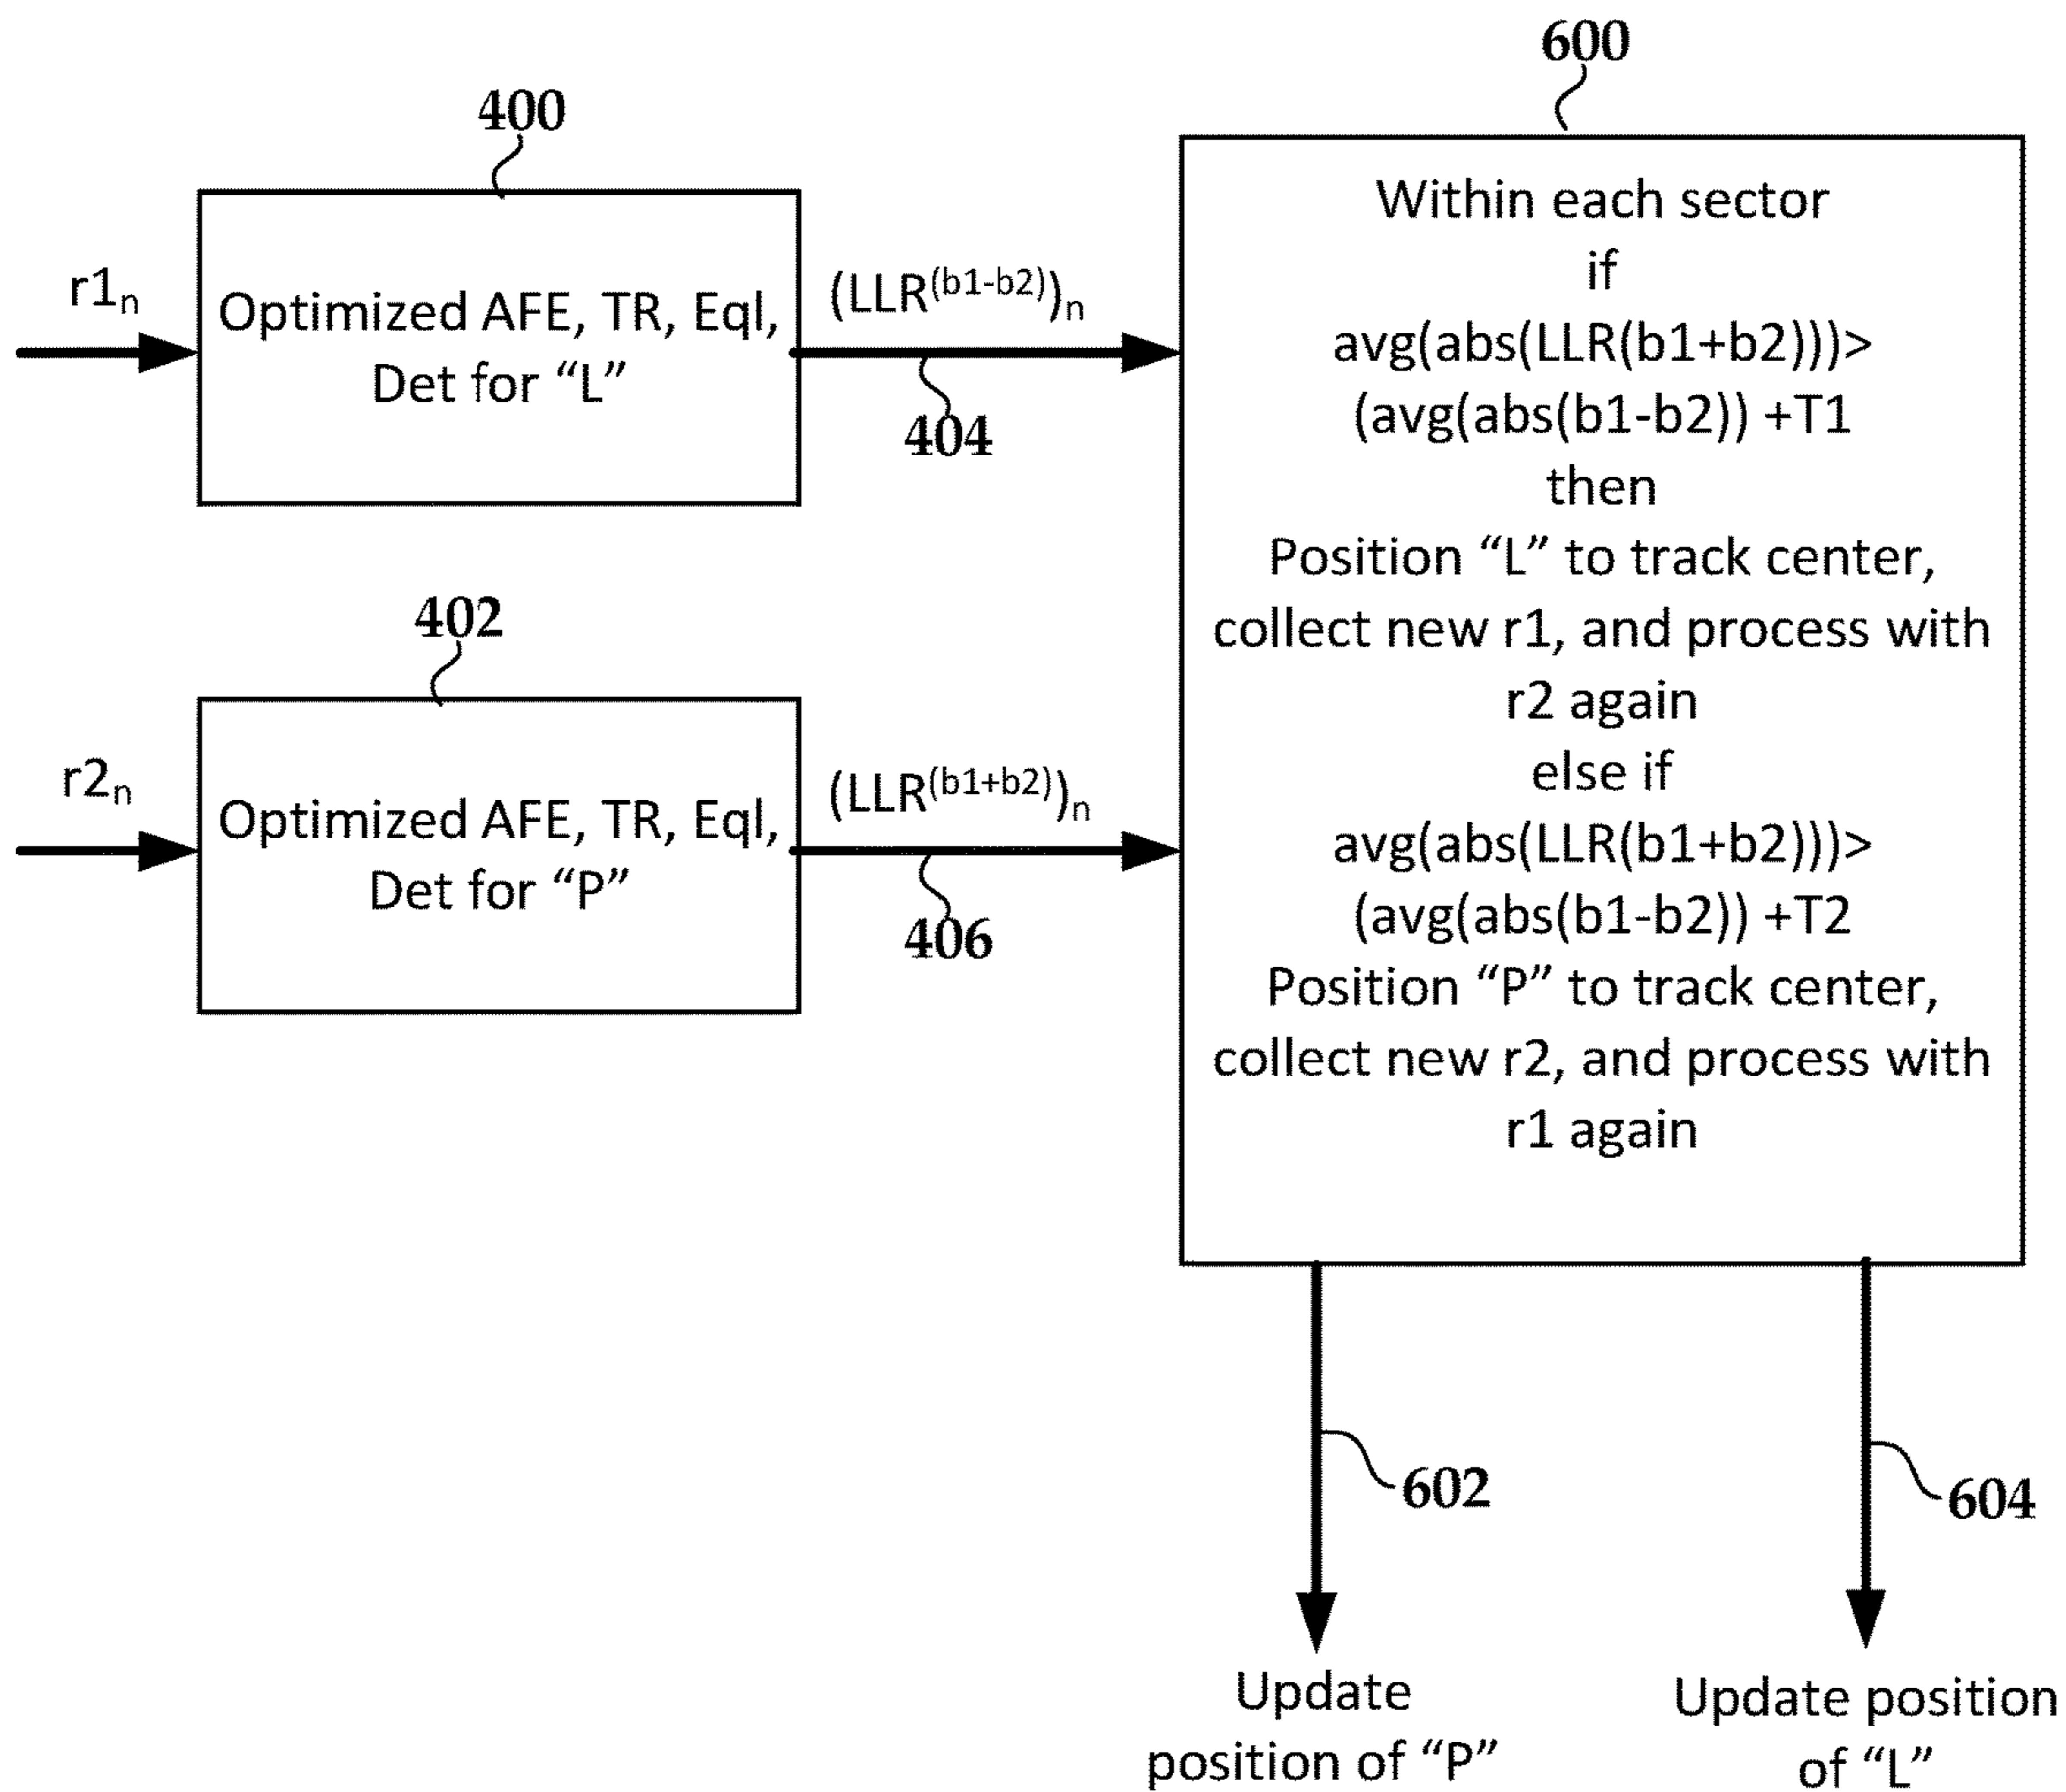 600
400
r1n
Optimized AFE, TR, Eql,
Det for “L”
(LLR(b1-b2))n
404
402
r2n
Optimized AFE, TR, Eql,
Det for “P”
(LLR(b1+b2))n
406
Within each sector
if
avg(abs(LLR(b1+b2)))>
(avg(abs(b1-b2)) +T1
then
Position “L” to track center,
collect new r1, and process with
r2 again
else if
avg(abs(LLR(b1+b2)))>
(avg(abs(b1-b2)) +T2
Position “P” to track center,
collect new r2, and process with
r1 again
602
604
Update
position of “P”
Update position
of “L”